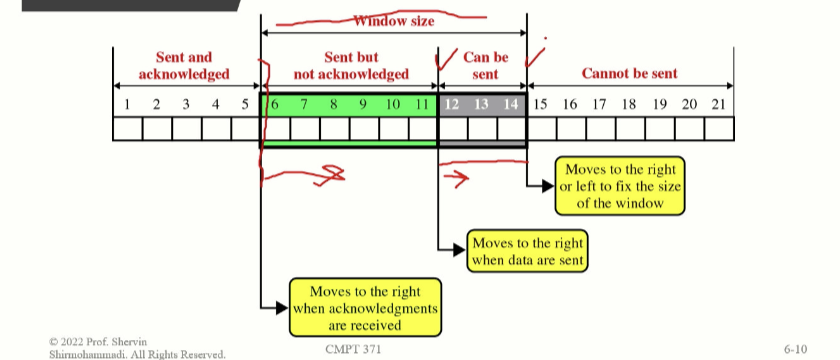 Window size
Sent and
acknowledged
Sent but
not acknowledged
Can be
sent
Cannot be sent
1 2 3 4 5 6 7 8 9 10 11 12 13 14 15 16 17 18 19 20 21
Moves to the right
or left to fix the size
of the window
Moves to the right
when data are sent
Moves to the right
when acknowledgments
are received
© 2022 Prof. Shervin
Shirmohammadi. All Rights Reserved.
CMPT 371
6-10